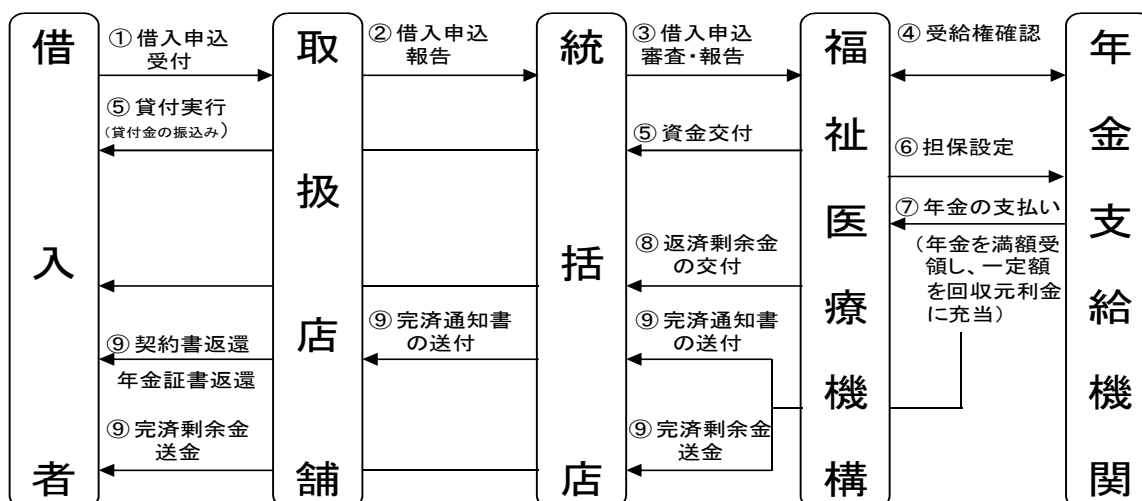 借入者
取扱店舗
統括店
福祉医療機構
年金支給機関
① 借入申込
受付
② 借入申込
報告
③ 借入申込
審査・報告
④ 受給権確認
⑤ 貸付実行
(貸付金の振込み)
⑤ 資金交付
⑥ 担保設定
⑦ 年金の支払い
(年金を満額受
領し、一定額
を回収元利金
に充当)
⑧ 返済剰余金
の交付
⑨ 契約書返還
年金証書返還
⑨ 完済通知書
の送付
⑨ 完済通知書
の送付
⑨ 完済剰余金
送金
⑨ 完済剰余金
送金